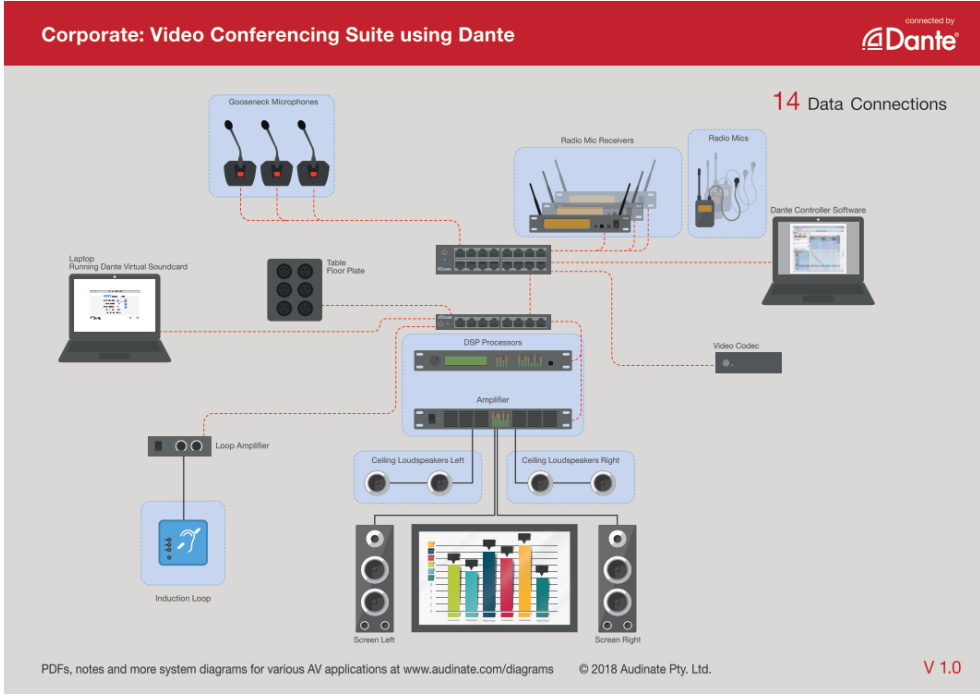 Corporate: Video Conferencing Suite using Dante
connected by
Dante®
14 Data Connections
Gooseneck Microphones
Radio Mic Receivers
Radio Mics
Dante Controller Software
Laptop
Running Dante Virtual Soundcard
Table
Floor Plate
DSP Processors
Video Codec
Amplifier
Loop Amplifier
Ceiling Loudspeakers Left
Ceiling Loudspeakers Right
Induction Loop
Screen Left
Screen Right
PDFs, notes and more system diagrams for various AV applications at www.audinate.com/diagrams
© 2018 Audinate Pty. Ltd.
V 1.0